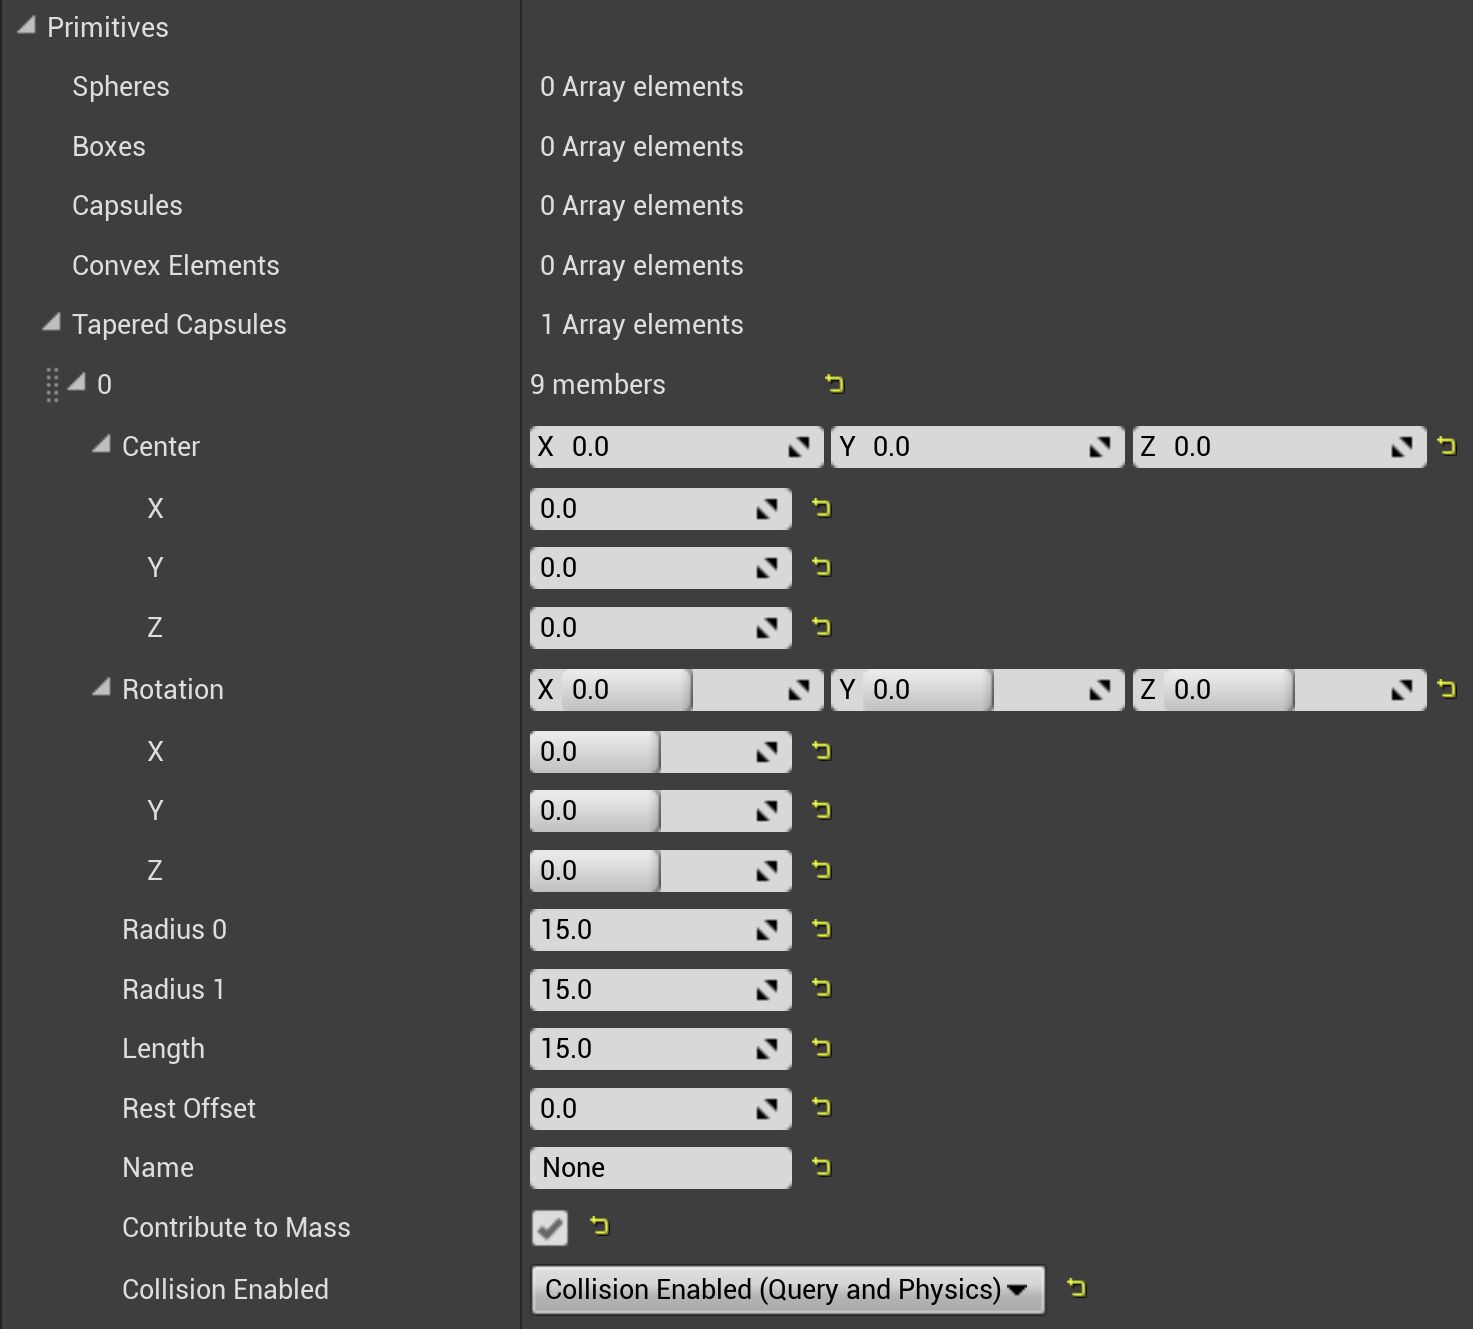 Primitives
Spheres 0 Array elements
Boxes 0 Array elements
Capsules 0 Array elements
Convex Elements 0 Array elements
Tapered Capsules 1 Array elements
0 9 members
Center X 0.0 Y 0.0 Z 0.0
X 0.0
Y 0.0
Z 0.0
Rotation X 0.0 Y 0.0 Z 0.0
X 0.0
Y 0.0
Z 0.0
Radius 0 15.0
Radius 1 15.0
Length 15.0
Rest Offset 0.0
Name None
Contribute to Mass
Collision Enabled Collision Enabled (Query and Physics)